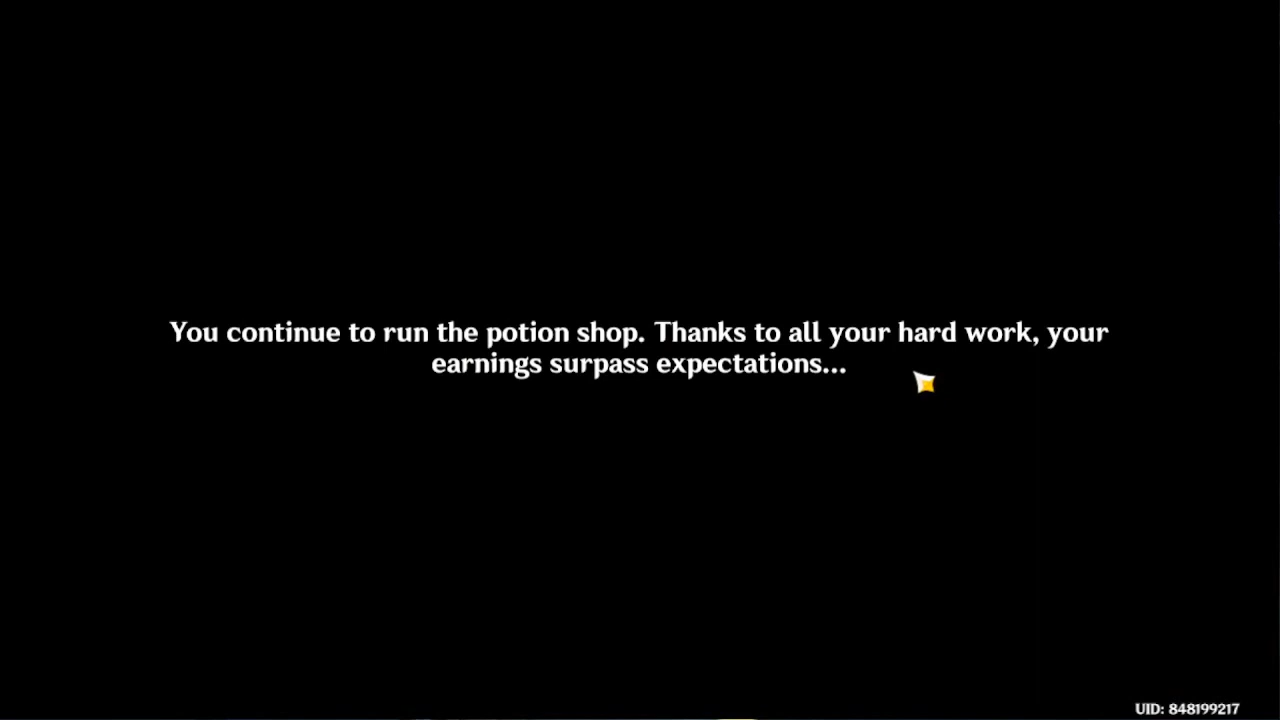 You continue to run the potion shop. Thanks to all your hard work, your
earnings surpass expectations...
UID: 848199217